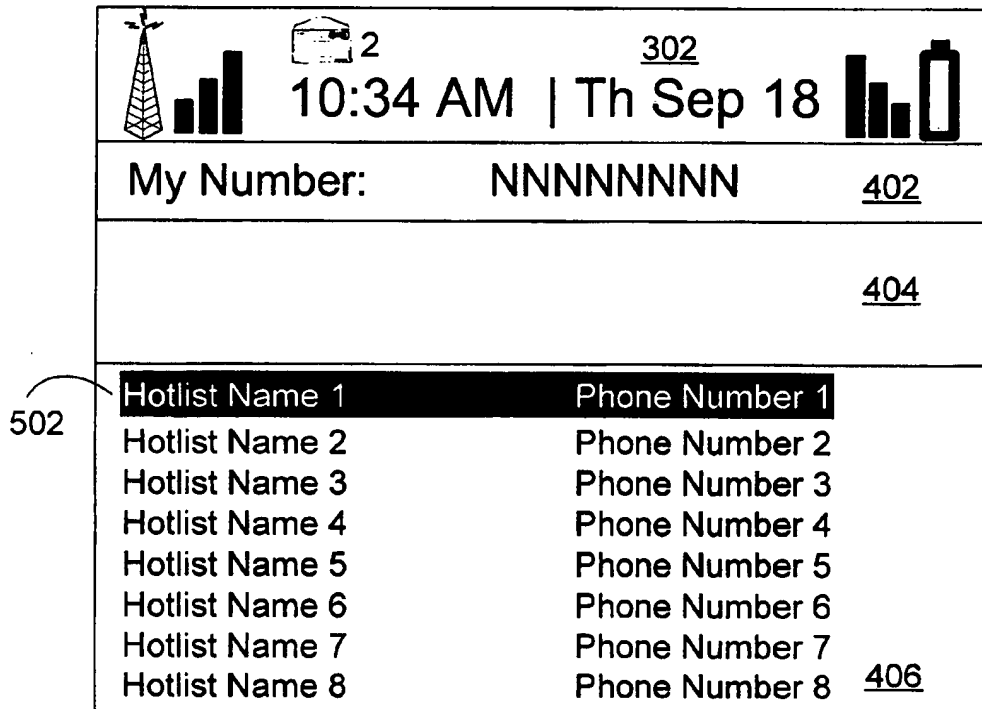 2 302
10:34 AM | Th Sep 18
My Number: NNNNNNNN 402
404
502
Hotlist Name 1 Phone Number 1
Hotlist Name 2 Phone Number 2
Hotlist Name 3 Phone Number 3
Hotlist Name 4 Phone Number 4
Hotlist Name 5 Phone Number 5
Hotlist Name 6 Phone Number 6
Hotlist Name 7 Phone Number 7
Hotlist Name 8 Phone Number 8 406